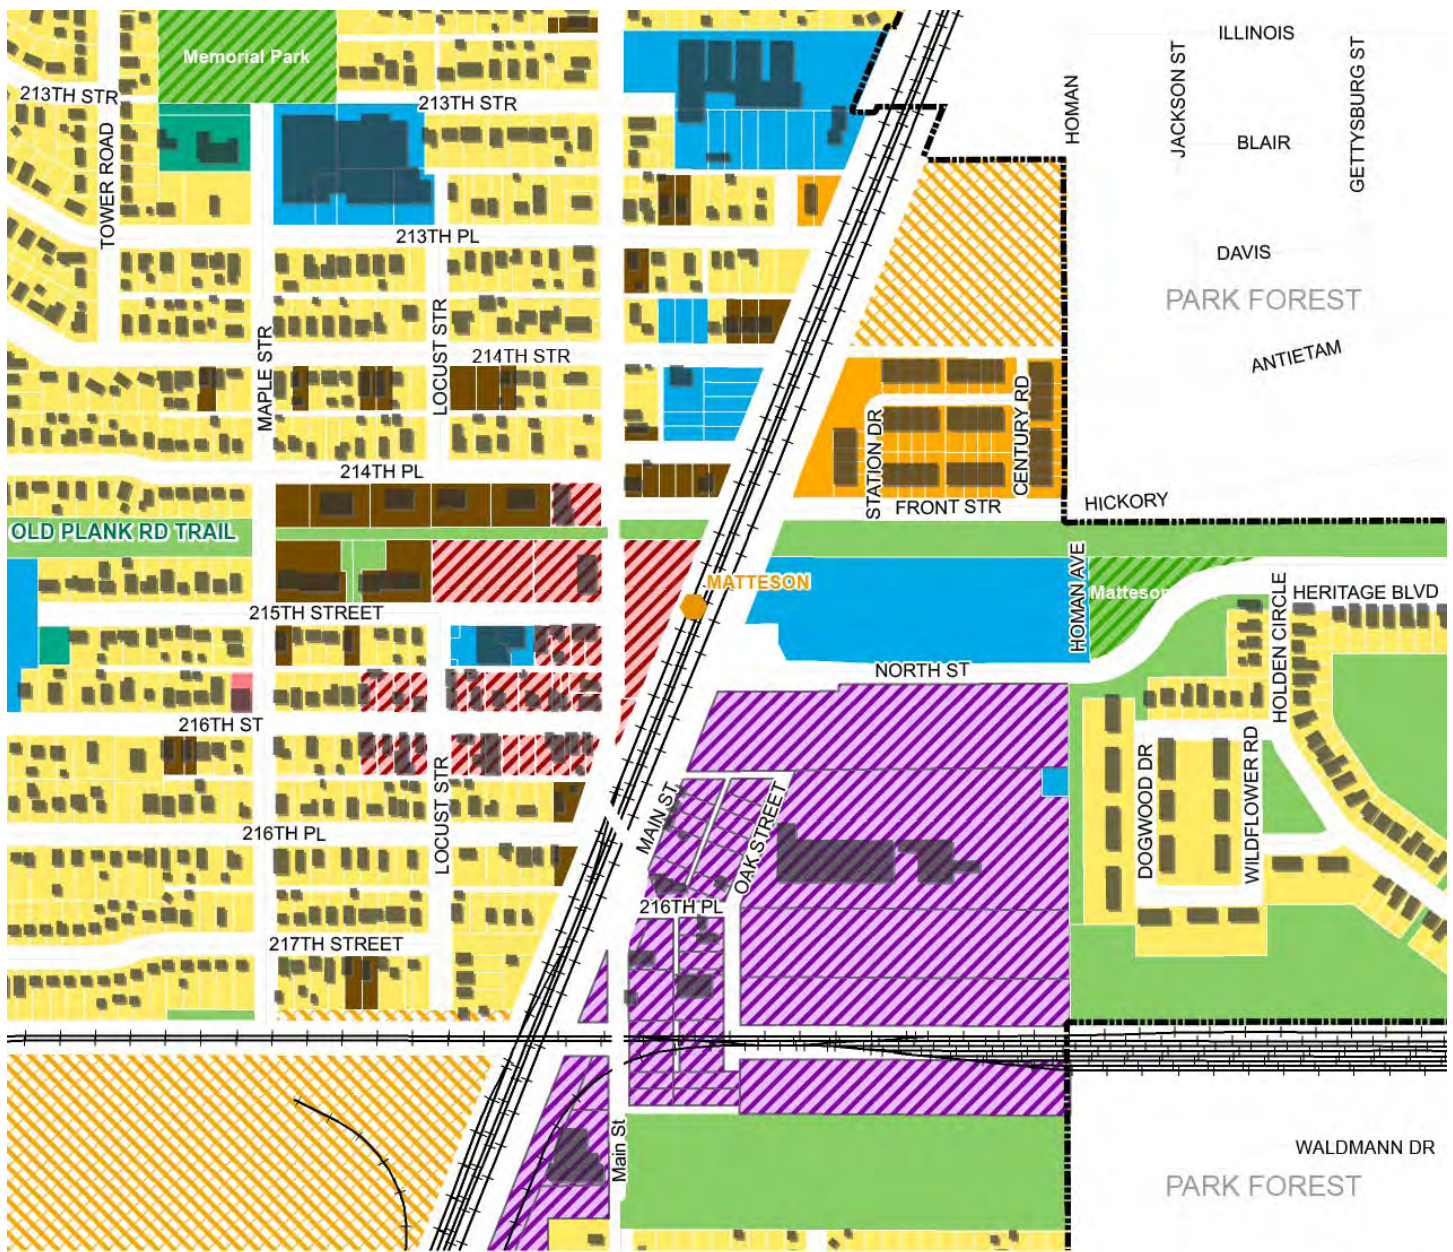 ILLINOIS
Memorial Park
213TH STR
213TH STR
TOWER ROAD
HOMAN
JACKSON ST
GETTYSBURG ST
BLAIR
213TH PL
DAVIS
PARK FOREST
MAPLE STR
LOCUST STR
214TH STR
ANTIETAM
214TH PL
STATION DR
CENTURY RD
FRONT STR
HICKORY
OLD PLANK RD TRAIL
MATTESON
HOMAN AVE
Matteson
HOLDEN CIRCLE
HERITAGE BLVD
215TH STREET
NORTH ST
216TH ST
LOCUST STR
MAIN ST
OAK STREET
DOGWOOD DR
WILDFLOWER RD
216TH PL
216TH PL
217TH STREET
Main St
WALDMANN DR
PARK FOREST